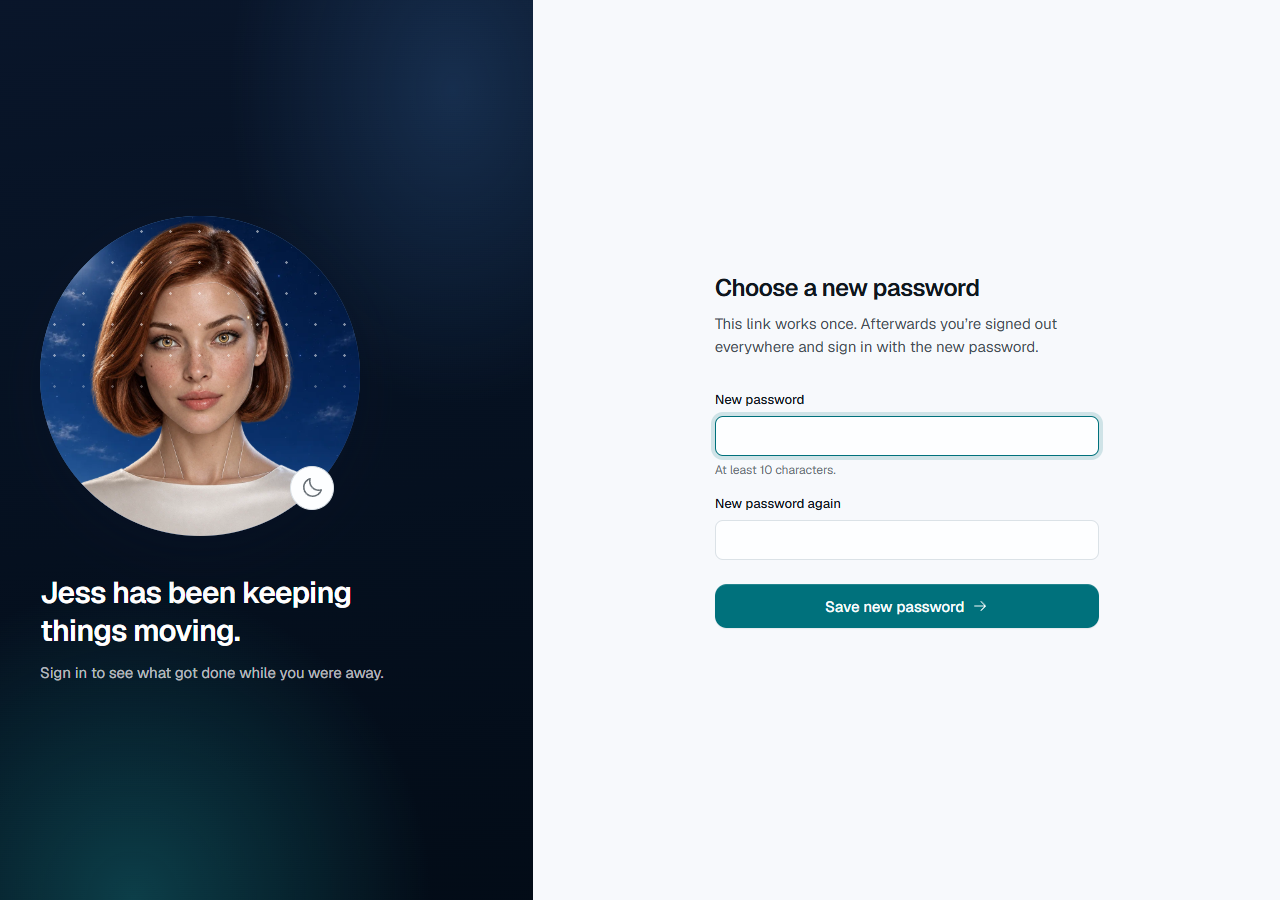 Jess has been keeping
things moving.
Sign in to see what got done while you were away.
Choose a new password
This link works once. Afterwards you’re signed out
everywhere and sign in with the new password.
New password
At least 10 characters.
New password again
Save new password →